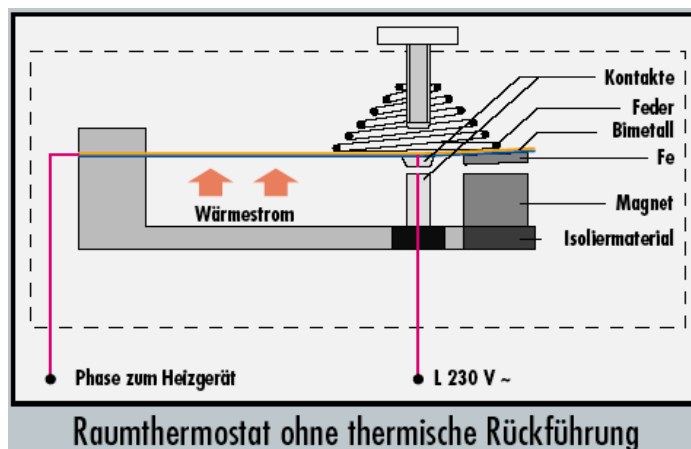 Kontakte
Feder
Bimetall
Fe
Wärmestrom
Magnet
Isoliermaterial
Phase zum Heizgerät
L 230 V ~
Raumthermostat ohne thermische Rückführung